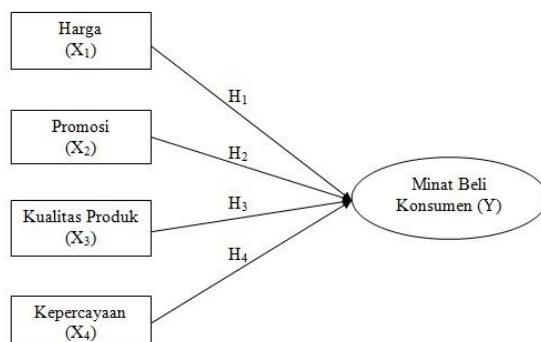 Harga
(X₁)
H₁
Promosi
(X₂)
H₂
Kualitas Produk
(X₃)
H₃
Kepercayaan
(X₄)
H₄
Minat Beli
Konsumen (Y)